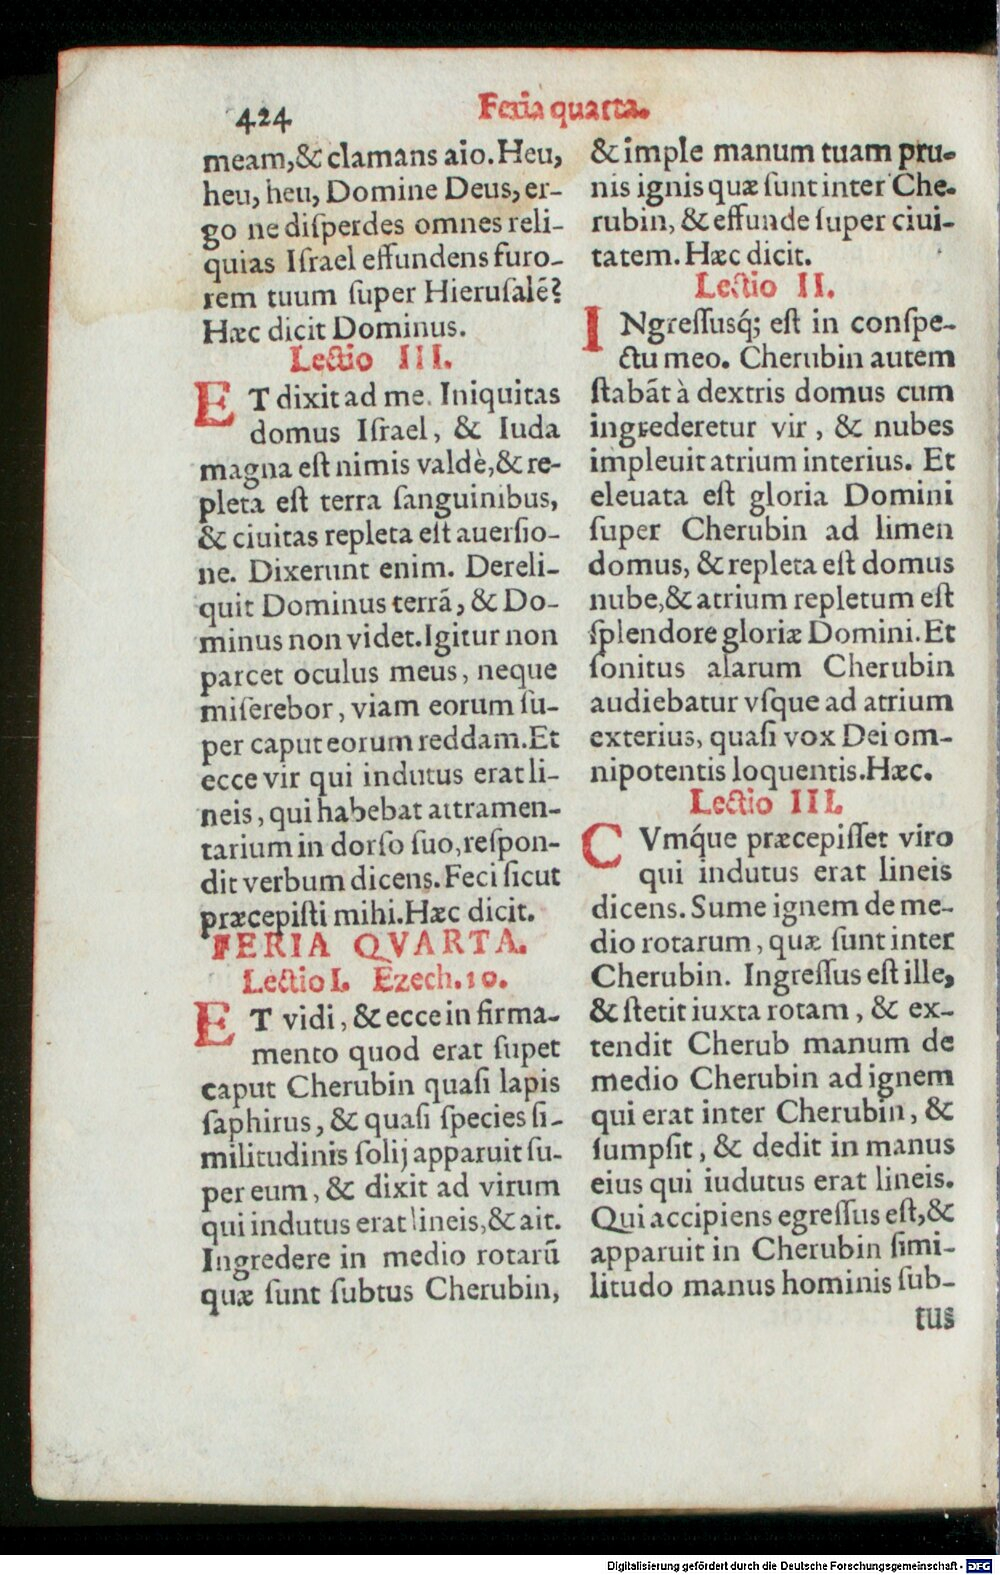 424
Feria quarta.
meam,& clamans aio. Heu,
heu, heu, Domine Deus, er-
go ne diſperdes omnes reli-
quias Iſrael effundens furo-
rem tuum ſuper Hieruſalē?
Hæc dicit Dominus.
Lectio III.
ET dixit ad me. Iniquitas
domus Iſrael, & Iuda
magna eſt nimis valdè,& re-
pleta eſt terra ſanguinibus,
& ciuitas repleta eſt auerſio-
ne. Dixerunt enim. Dereli-
quit Dominus terrã, & Do-
minus non videt.Igitur non
parcet oculus meus, neque
miſerebor, viam eorum ſu-
per caput eorum reddam.Et
ecce vir qui indutus erat li-
neis, qui habebat attramen-
tarium in dorſo ſuo,reſpon-
dit verbum dicens.Feci ſicut
præcepiſti mihi.Hæc dicit.
FERIA QVARTA.
Lectio I. Ezech.10.
ET vidi, & ecce in firma-
mento quod erat ſupet
caput Cherubin quaſi lapis
ſaphirus, & quaſi ſpecies ſi-
militudinis ſolij apparuit ſu-
per eum, & dixit ad virum
qui indutus erat lineis,& ait.
Ingredere in medio rotarũ
quæ ſunt ſubtus Cherubin,
& imple manum tuam pru-
nis ignis quæ ſunt inter Che-
rubin, & effunde ſuper ciui-
tatem. Hæc dicit.
Lectio II.
INgreſſusq́; eſt in conſpe-
ctu meo. Cherubin autem
ſtabãt à dextris domus cum
ingrederetur vir, & nubes
impleuit atrium interius. Et
eleuata eſt gloria Domini
ſuper Cherubin ad limen
domus, & repleta eſt domus
nube,& atrium repletum eſt
ſplendore gloriæ Domini.Et
ſonitus alarum Cherubin
audiebatur vſque ad atrium
exterius, quaſi vox Dei om-
nipotentis loquentis.Hæc.
Lectio III.
CVmq́ue præcepiſſet viro
qui indutus erat lineis
dicens. Sume ignem de me-
dio rotarum, quæ ſunt inter
Cherubin. Ingreſſus eſt ille,
& ſtetit iuxta rotam, & ex-
tendit Cherub manum de
medio Cherubin ad ignem
qui erat inter Cherubin, &
ſumpſit, & dedit in manus
eius qui iudutus erat lineis.
Qui accipiens egreſſus eſt,&
apparuit in Cherubin ſimi-
litudo manus hominis ſub-
tus
Digitalisierung gefördert durch die Deutsche Forschungsgemeinschaft - DFG